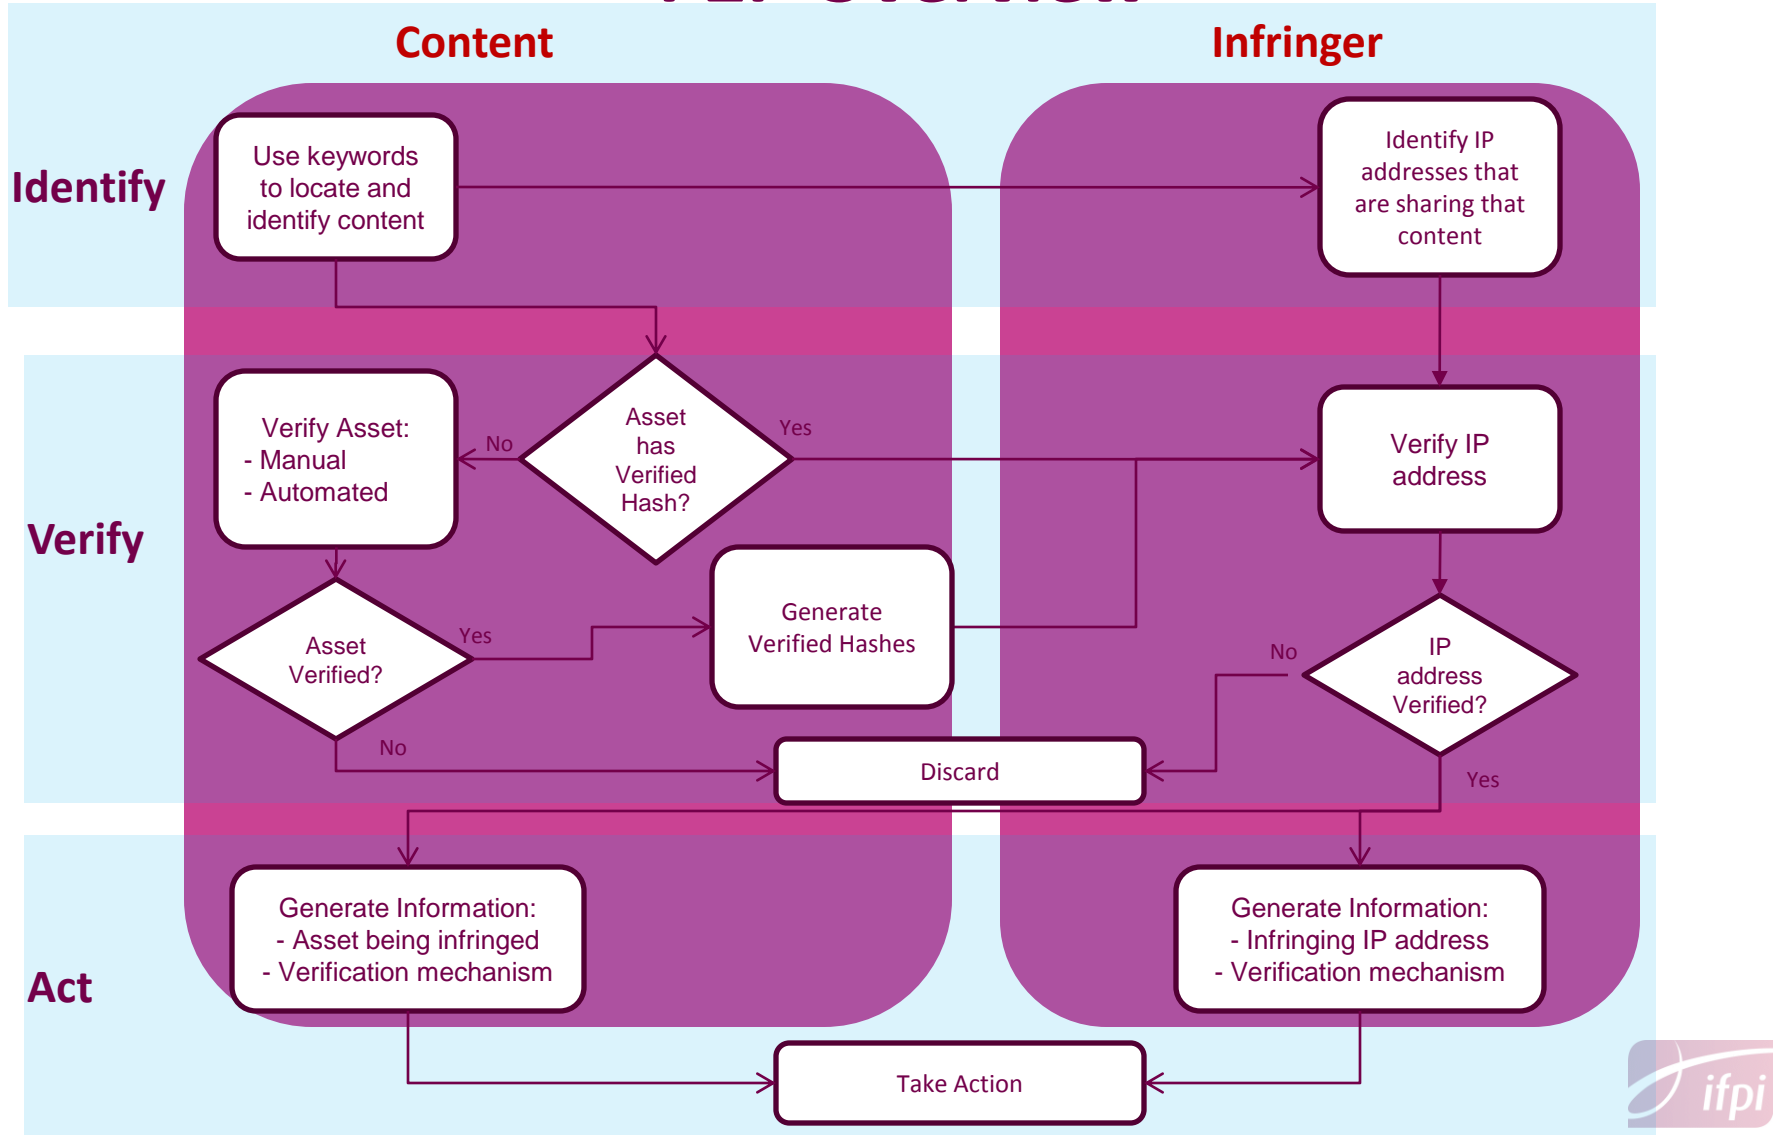 Content
Infringer
Identify
Use keywords
to locate and
identify content
Identify IP
addresses that
are sharing that
content
Verify
Verify Asset:
- Manual
- Automated
No
Asset
has
Verified
Hash?
Yes
Verify IP
address
Asset
Verified?
Yes
Generate
Verified Hashes
No
IP
address
Verified?
No
Discard
Yes
Act
Generate Information:
- Asset being infringed
- Verification mechanism
Generate Information:
- Infringing IP address
- Verification mechanism
Take Action
ifpi